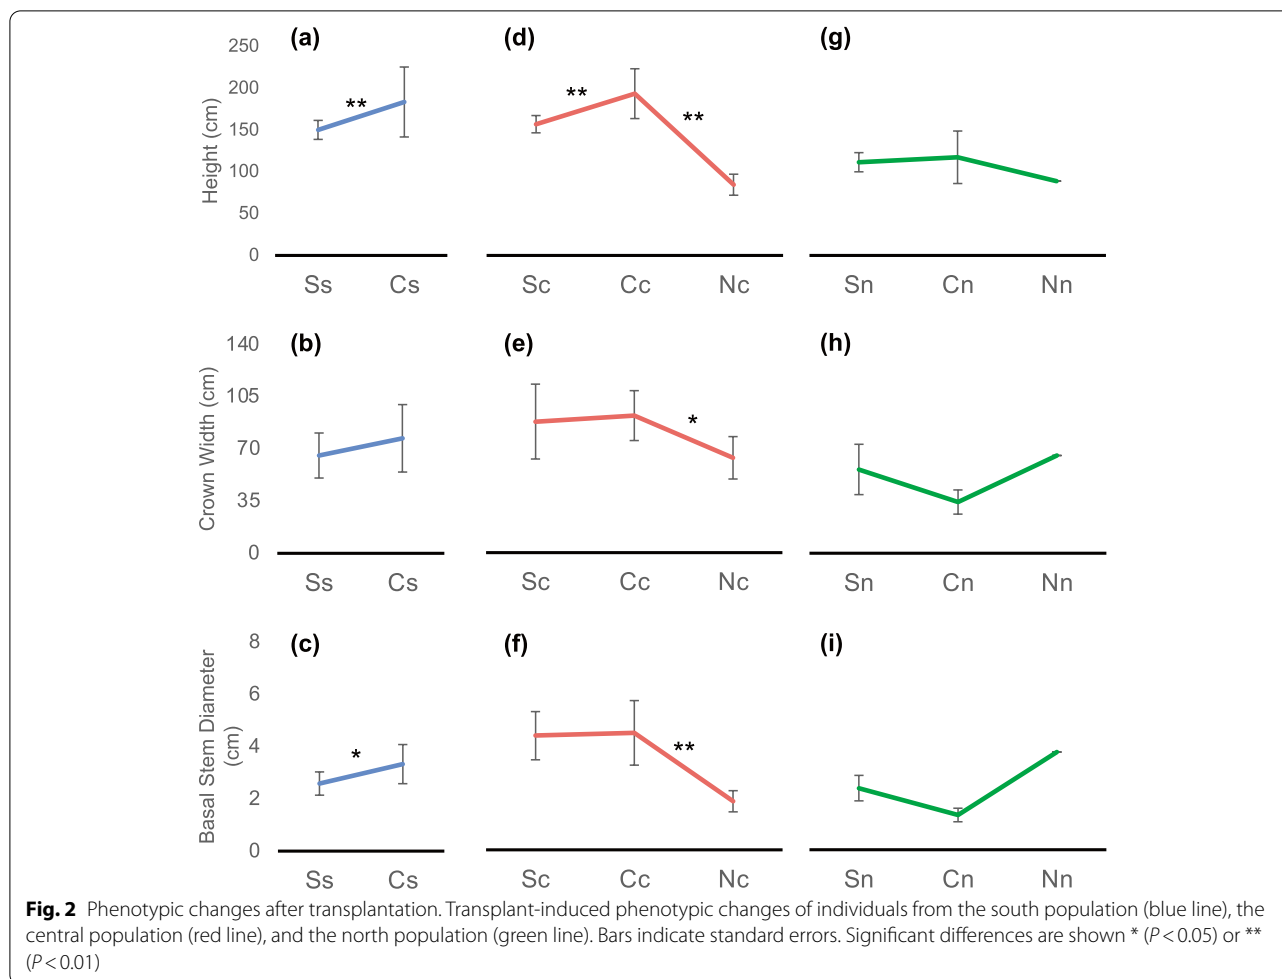 (a)
(d)
(g)
Height (cm)
250
200
150
100
50
0
**
**
**
Ss
Cs
Sc
Cc
Nc
Sn
Cn
Nn
(b)
(e)
(h)
Crown Width (cm)
140
105
70
35
0
*
Ss
Cs
Sc
Cc
Nc
Sn
Cn
Nn
(c)
(f)
(i)
Basal Stem Diameter
(cm)
8
6
4
2
0
*
**
Ss
Cs
Sc
Cc
Nc
Sn
Cn
Nn
Fig. 2 Phenotypic changes after transplantation. Transplant-induced phenotypic changes of individuals from the south population (blue line), the
central population (red line), and the north population (green line). Bars indicate standard errors. Significant differences are shown * (P < 0.05) or **
(P < 0.01)